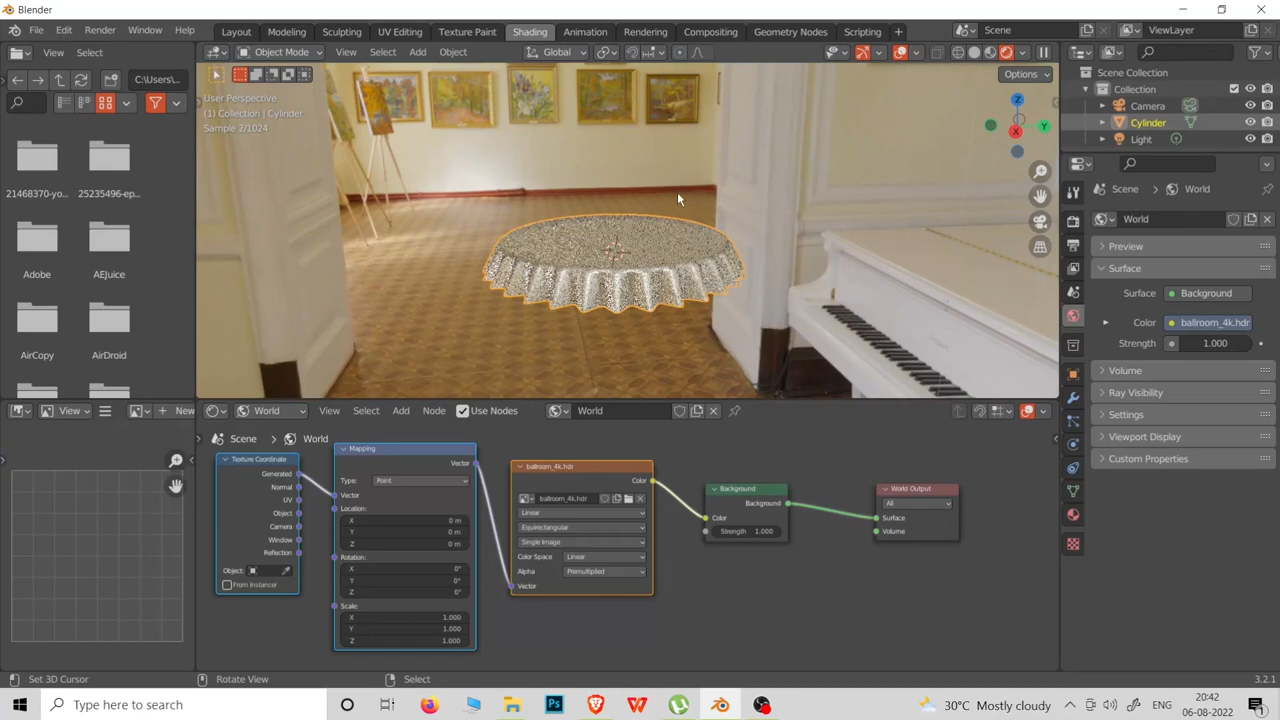 Blender
File Edit Render Window Help
Layout Modeling Sculpting UV Editing Texture Paint Shading Animation Rendering Compositing Geometry Nodes Scripting
Scene
ViewLayer
View Select
Object Mode View Select Add Object
Global
C:\Users\...
Options
User Perspective
(1) Collection | Cylinder
Sample 2/1024
X
Y
Z
21468370-yo...
25235496-ep...
Adobe
AEJuice
AirCopy
AirDroid
Scene Collection
Collection
Camera
Cylinder
Light
Scene > World
World
Preview
Surface
Surface Background
Color ballroom_4k.hdr
Strength 1.000
Volume
Ray Visibility
Settings
Viewport Display
Custom Properties
View
New
World View Select Add Node Use Nodes World
Scene > World
Texture Coordinate
Generated
Normal
UV
Object
Camera
Window
Reflection
Object:
From Instancer
Mapping
Vector
Type: Point
Vector
Location:
X 0 m
Y 0 m
Z 0 m
Rotation:
X 0°
Y 0°
Z 0°
Scale:
X 1.000
Y 1.000
Z 1.000
ballroom_4k.hdr
Color
ballroom_4k.hdr
Linear
Equirectangular
Single Image
Color Space Linear
Alpha Premultiplied
Vector
Background
Background
Color
Strength 1.000
World Output
All
Surface
Volume
Set 3D Cursor
Rotate View
Select
3.2.1
Type here to search
30°C Mostly cloudy
ENG
20:42
06-08-2022